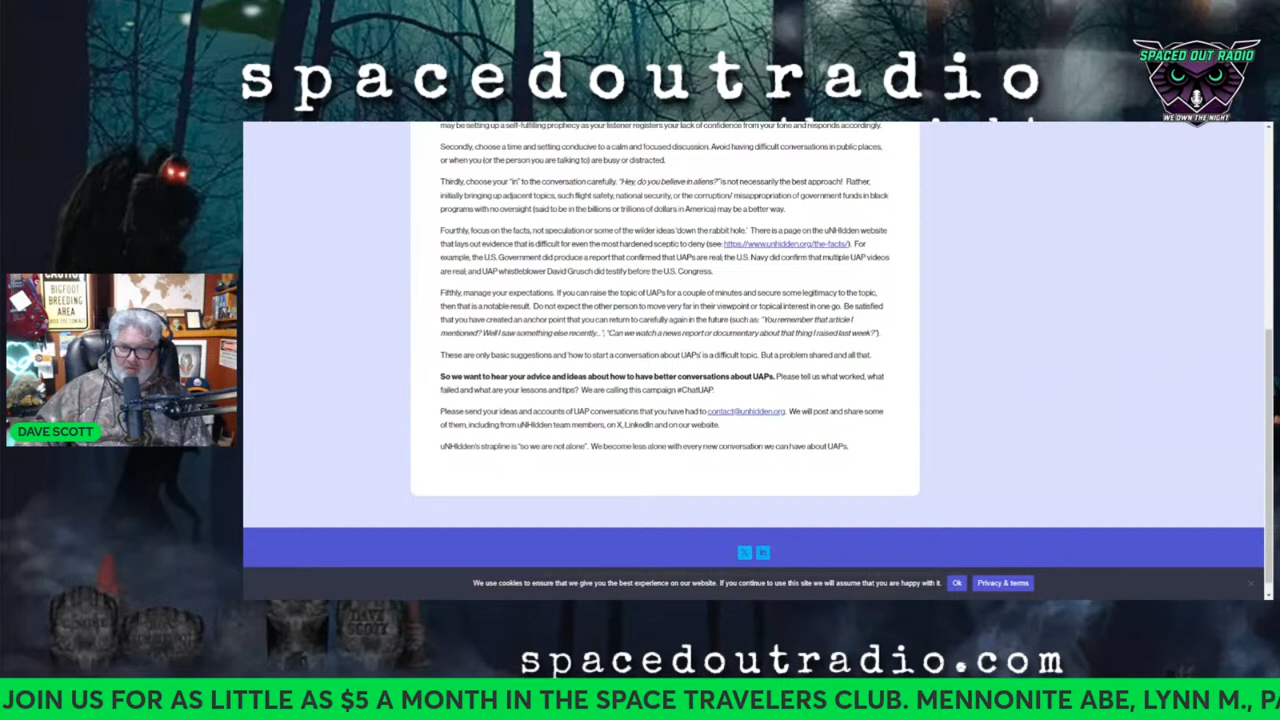 spacedoutradio
SPACED OUT RADIO
WE OWN THE NIGHT
may be setting up a self-fulfilling prophecy as your listener registers your lack of confidence from your tone and responds accordingly.
Secondly, choose a time and setting conducive to a calm and focused discussion. Avoid having difficult conversations in public places,
or when you (or the person you are talking to) are busy or distracted.
Thirdly, choose your “in” to the conversation carefully. “Hey, do you believe in aliens?” is not necessarily the best approach! Rather,
initially bringing up adjacent topics, such flight safety, national security, or the corruption/ misappropriation of government funds in black
programs with no oversight (said to be in the billions or trillions of dollars in America) may be a better way.
Fourthly, focus on the facts, not speculation or some of the wilder ideas ‘down the rabbit hole.’ There is a page on the uNHIdden website
that lays out evidence that is difficult for even the most hardened sceptic to deny (see: https://www.unhidden.org/the-facts/). For
example, the U.S. Government did produce a report that confirmed that UAPs are real; the U.S. Navy did confirm that multiple UAP videos
are real; and UAP whistleblower David Grusch did testify before the U.S. Congress.
Fifthly, manage your expectations. If you can raise the topic of UAPs for a couple of minutes and secure some legitimacy to the topic,
then that is a notable result. Do not expect the other person to move very far in their viewpoint or topical interest in one go. Be satisfied
that you have created an anchor point that you can return to carefully again in the future (such as: “You remember that article I
mentioned? Well I saw something else recently...”, “Can we watch a news report or documentary about that thing I raised last week?”).
These are only basic suggestions and ‘how to start a conversation about UAPs’ is a difficult topic. But a problem shared and all that.
So we want to hear your advice and ideas about how to have better conversations about UAPs. Please tell us what worked, what
failed and what are your lessons and tips? We are calling this campaign #ChatUAP.
Please send your ideas and accounts of UAP conversations that you have had to contact@unhidden.org. We will post and share some
of them, including from uNHIdden team members, on X, LinkedIn and on our website.
uNHIdden’s strapline is “so we are not alone”. We become less alone with every new conversation we can have about UAPs.
We use cookies to ensure that we give you the best experience on our website. If you continue to use this site we will assume that you are happy with it.
Ok
Privacy & terms
CAUTION
BIGFOOT
BREEDING
AREA
DAVE SCOTT
DAVE
SCOTT
spacedoutradio.com
JOIN US FOR AS LITTLE AS $5 A MONTH IN THE SPACE TRAVELERS CLUB. MENNONITE ABE, LYNN M., PA